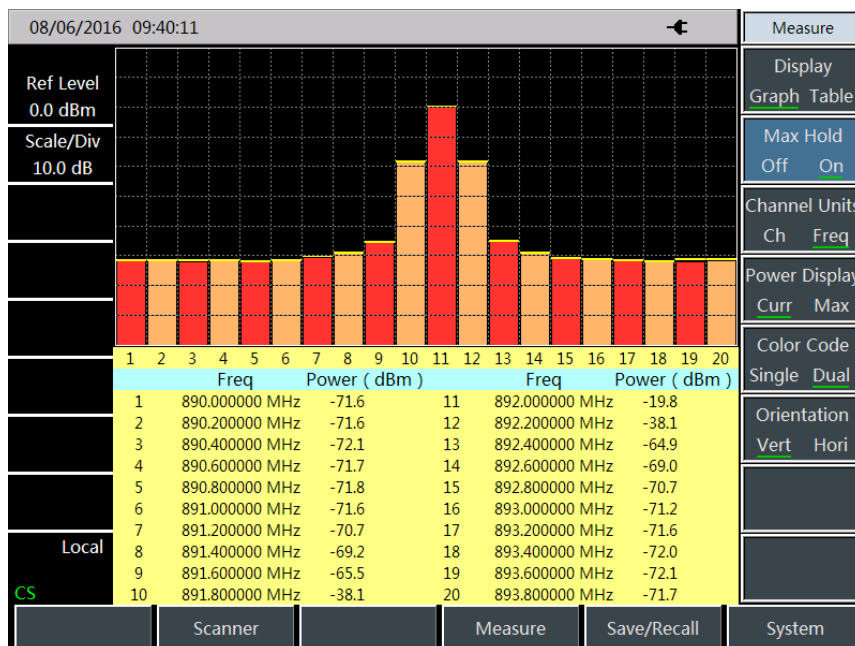 08/06/2016 09:40:11
Measure
Ref Level
0.0 dBm
Scale/Div
10.0 dB
Local
CS
1 2 3 4 5 6 7 8 9 10 11 12 13 14 15 16 17 18 19 20
Freq Power ( dBm ) Freq Power ( dBm )
1 890.000000 MHz -71.6 11 892.000000 MHz -19.8
2 890.200000 MHz -71.6 12 892.200000 MHz -38.1
3 890.400000 MHz -72.1 13 892.400000 MHz -64.9
4 890.600000 MHz -71.7 14 892.600000 MHz -69.0
5 890.800000 MHz -71.8 15 892.800000 MHz -70.7
6 891.000000 MHz -71.6 16 893.000000 MHz -71.2
7 891.200000 MHz -70.7 17 893.200000 MHz -71.6
8 891.400000 MHz -69.2 18 893.400000 MHz -72.0
9 891.600000 MHz -65.5 19 893.600000 MHz -72.1
10 891.800000 MHz -38.1 20 893.800000 MHz -71.7
Display
Graph Table
Max Hold
Off On
Channel Units
Ch Freq
Power Display
Curr Max
Color Code
Single Dual
Orientation
Vert Hori
Scanner Measure Save/Recall System